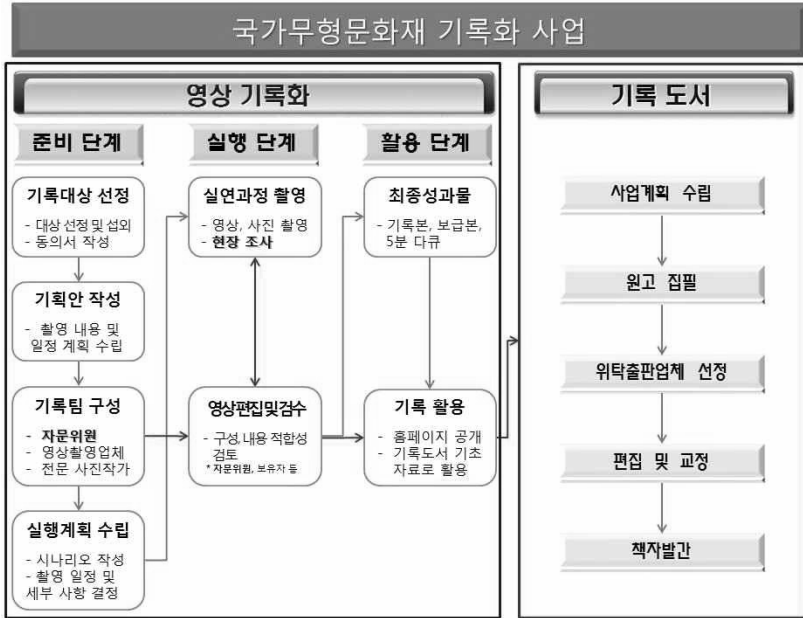 국가무형문화재 기록화 사업
영상 기록화
준비 단계
기록대상 선정
- 대상 선정 및 섭외
- 동의서 작성
기획안 작성
- 촬영 내용 및
일정 계획 수립
기록팀 구성
- 자문위원
- 영상촬영업체
- 전문 사진작가
실행계획 수립
- 시나리오 작성
- 촬영 일정 및
세부 사항 결정
실행 단계
실연과정 촬영
- 영상, 사진 촬영
- 현장 조사
영상편집및검수
- 구성, 내용 적합성
검토
* 자문위원, 보유자 등
활용 단계
최종성과물
- 기록본, 보급본,
5분 다큐
기록 활용
- 홈페이지 공개
- 기록도서 기초
자료로 활용
기록 도서
사업계획 수립
원고 집필
위탁출판업체 선정
편집 및 교정
책자발간